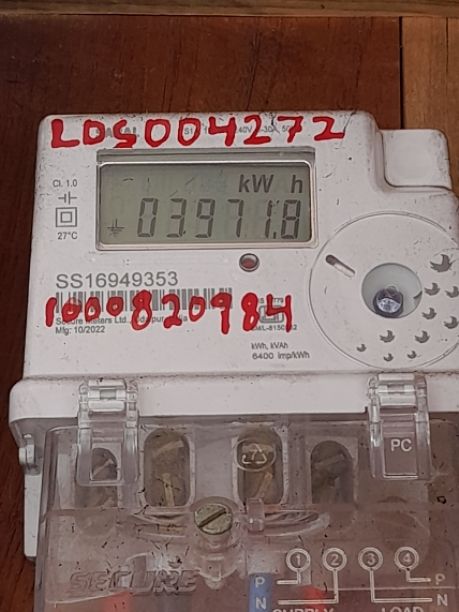 LDS004272
kW h
03971.8
Cl. 1.0
27°C
SS16949353
1000820984
Mfg: 10/2022
kWh, kVAh
6400 imp/kWh
PC
SECURE
1 2 3 4
P P
N N
SUPPLY LOAD